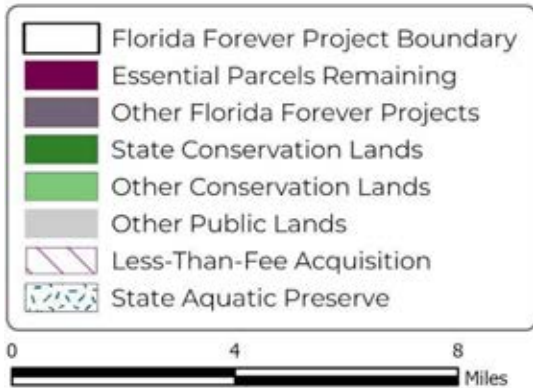 Florida Forever Project Boundary
Essential Parcels Remaining
Other Florida Forever Projects
State Conservation Lands
Other Conservation Lands
Other Public Lands
Less-Than-Fee Acquisition
State Aquatic Preserve
0 4 8
Miles